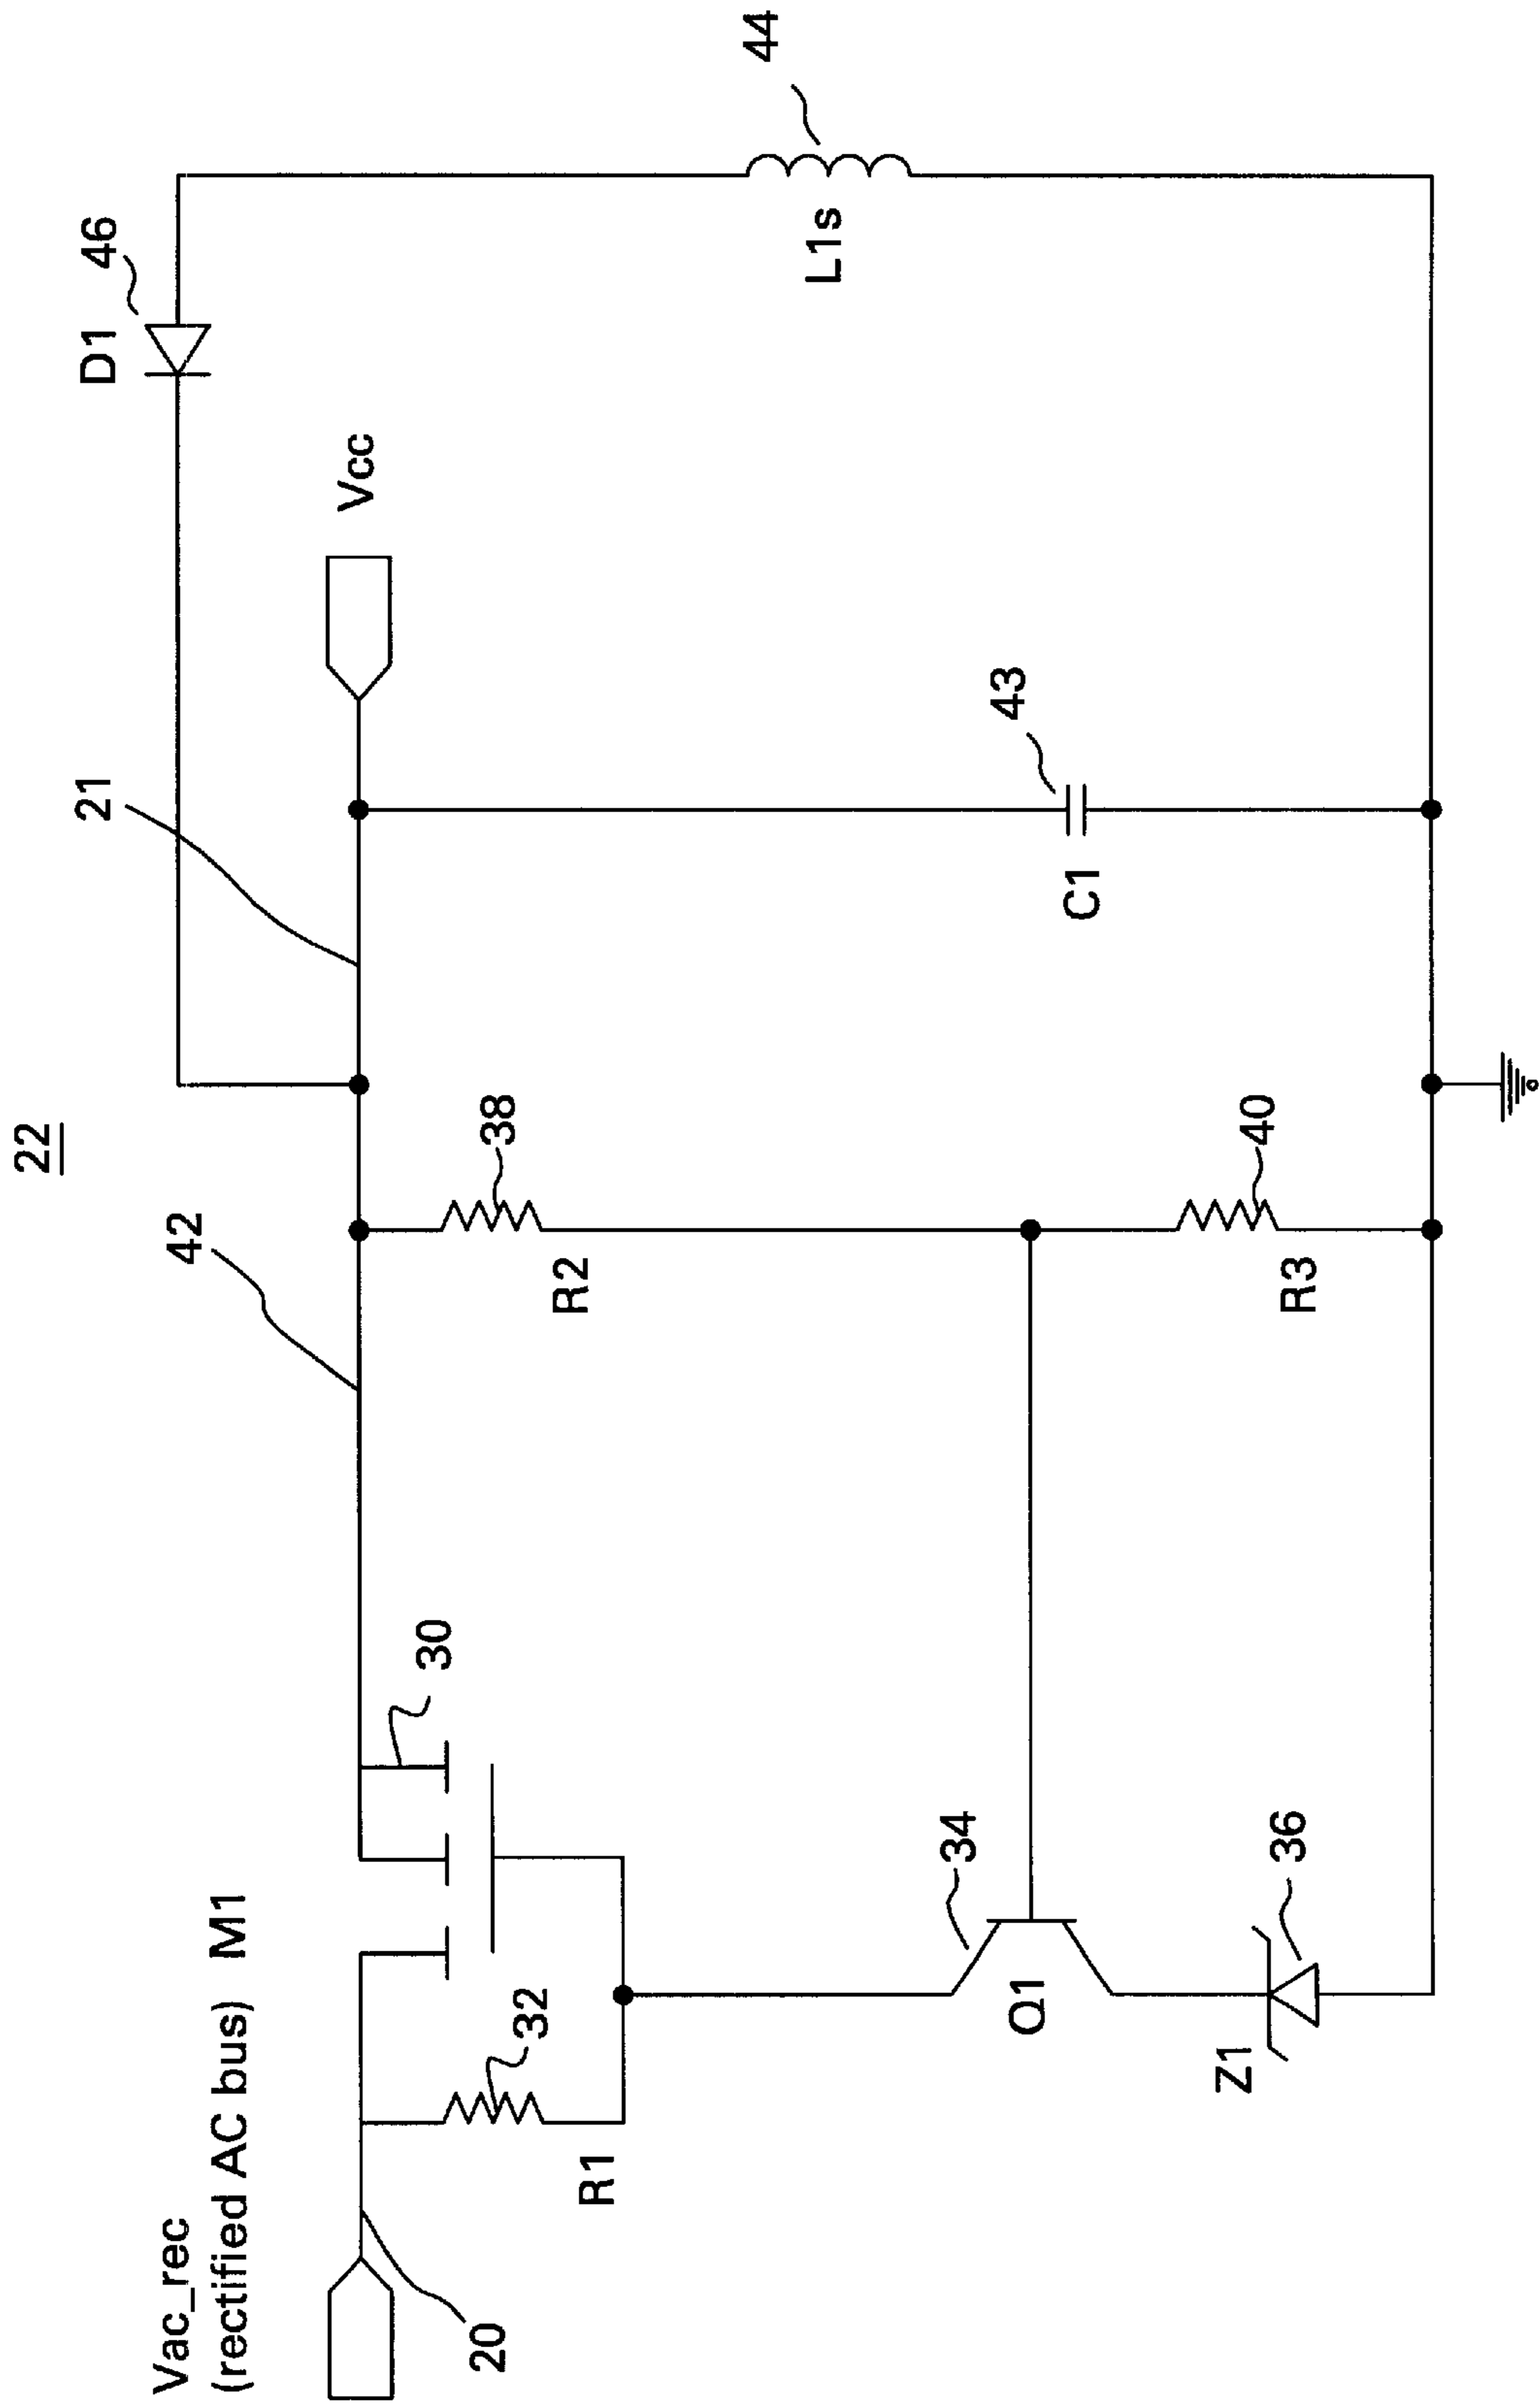 22
Vac_rec
(rectified AC bus)
M1
20
R1
32
30
42
21
D1
46
Vcc
R2
38
34
Q1
Z1
36
R3
40
C1
43
L1s
44